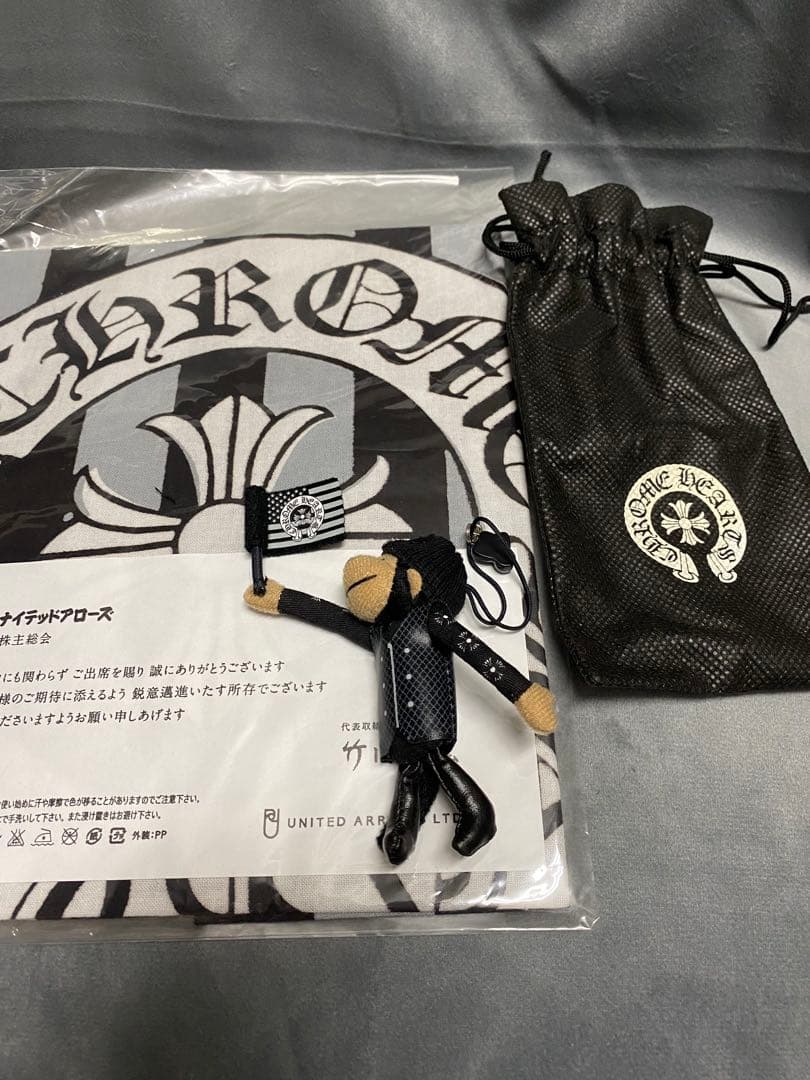 CHROME
CHROME HEARTS
CHROME HEARTS
ナイテッドアローズ
株主総会
にも関わらず ご出席を賜り 誠にありがとうございます
様のご期待に添えるよう 鋭意邁進いたす所存でございます
ださいますようお願い申しあげます
代表取締
竹
使い始めに汗や摩擦で色が移ることがありますのでご注意下さい。
で手洗いして下さい。また浸け置きはお避け下さい。
外装:PP
UNITED ARR S LTD